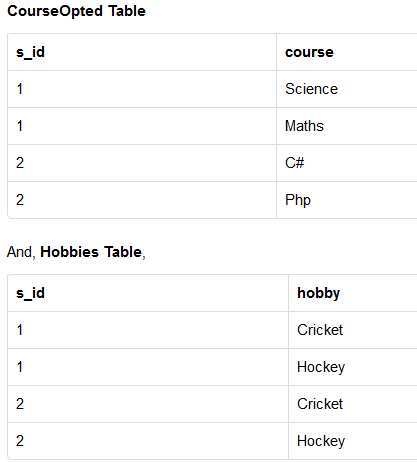 CourseOpted Table
s_id course
1 Science
1 Maths
2 C#
2 Php
And, Hobbies Table,
s_id hobby
1 Cricket
1 Hockey
2 Cricket
2 Hockey